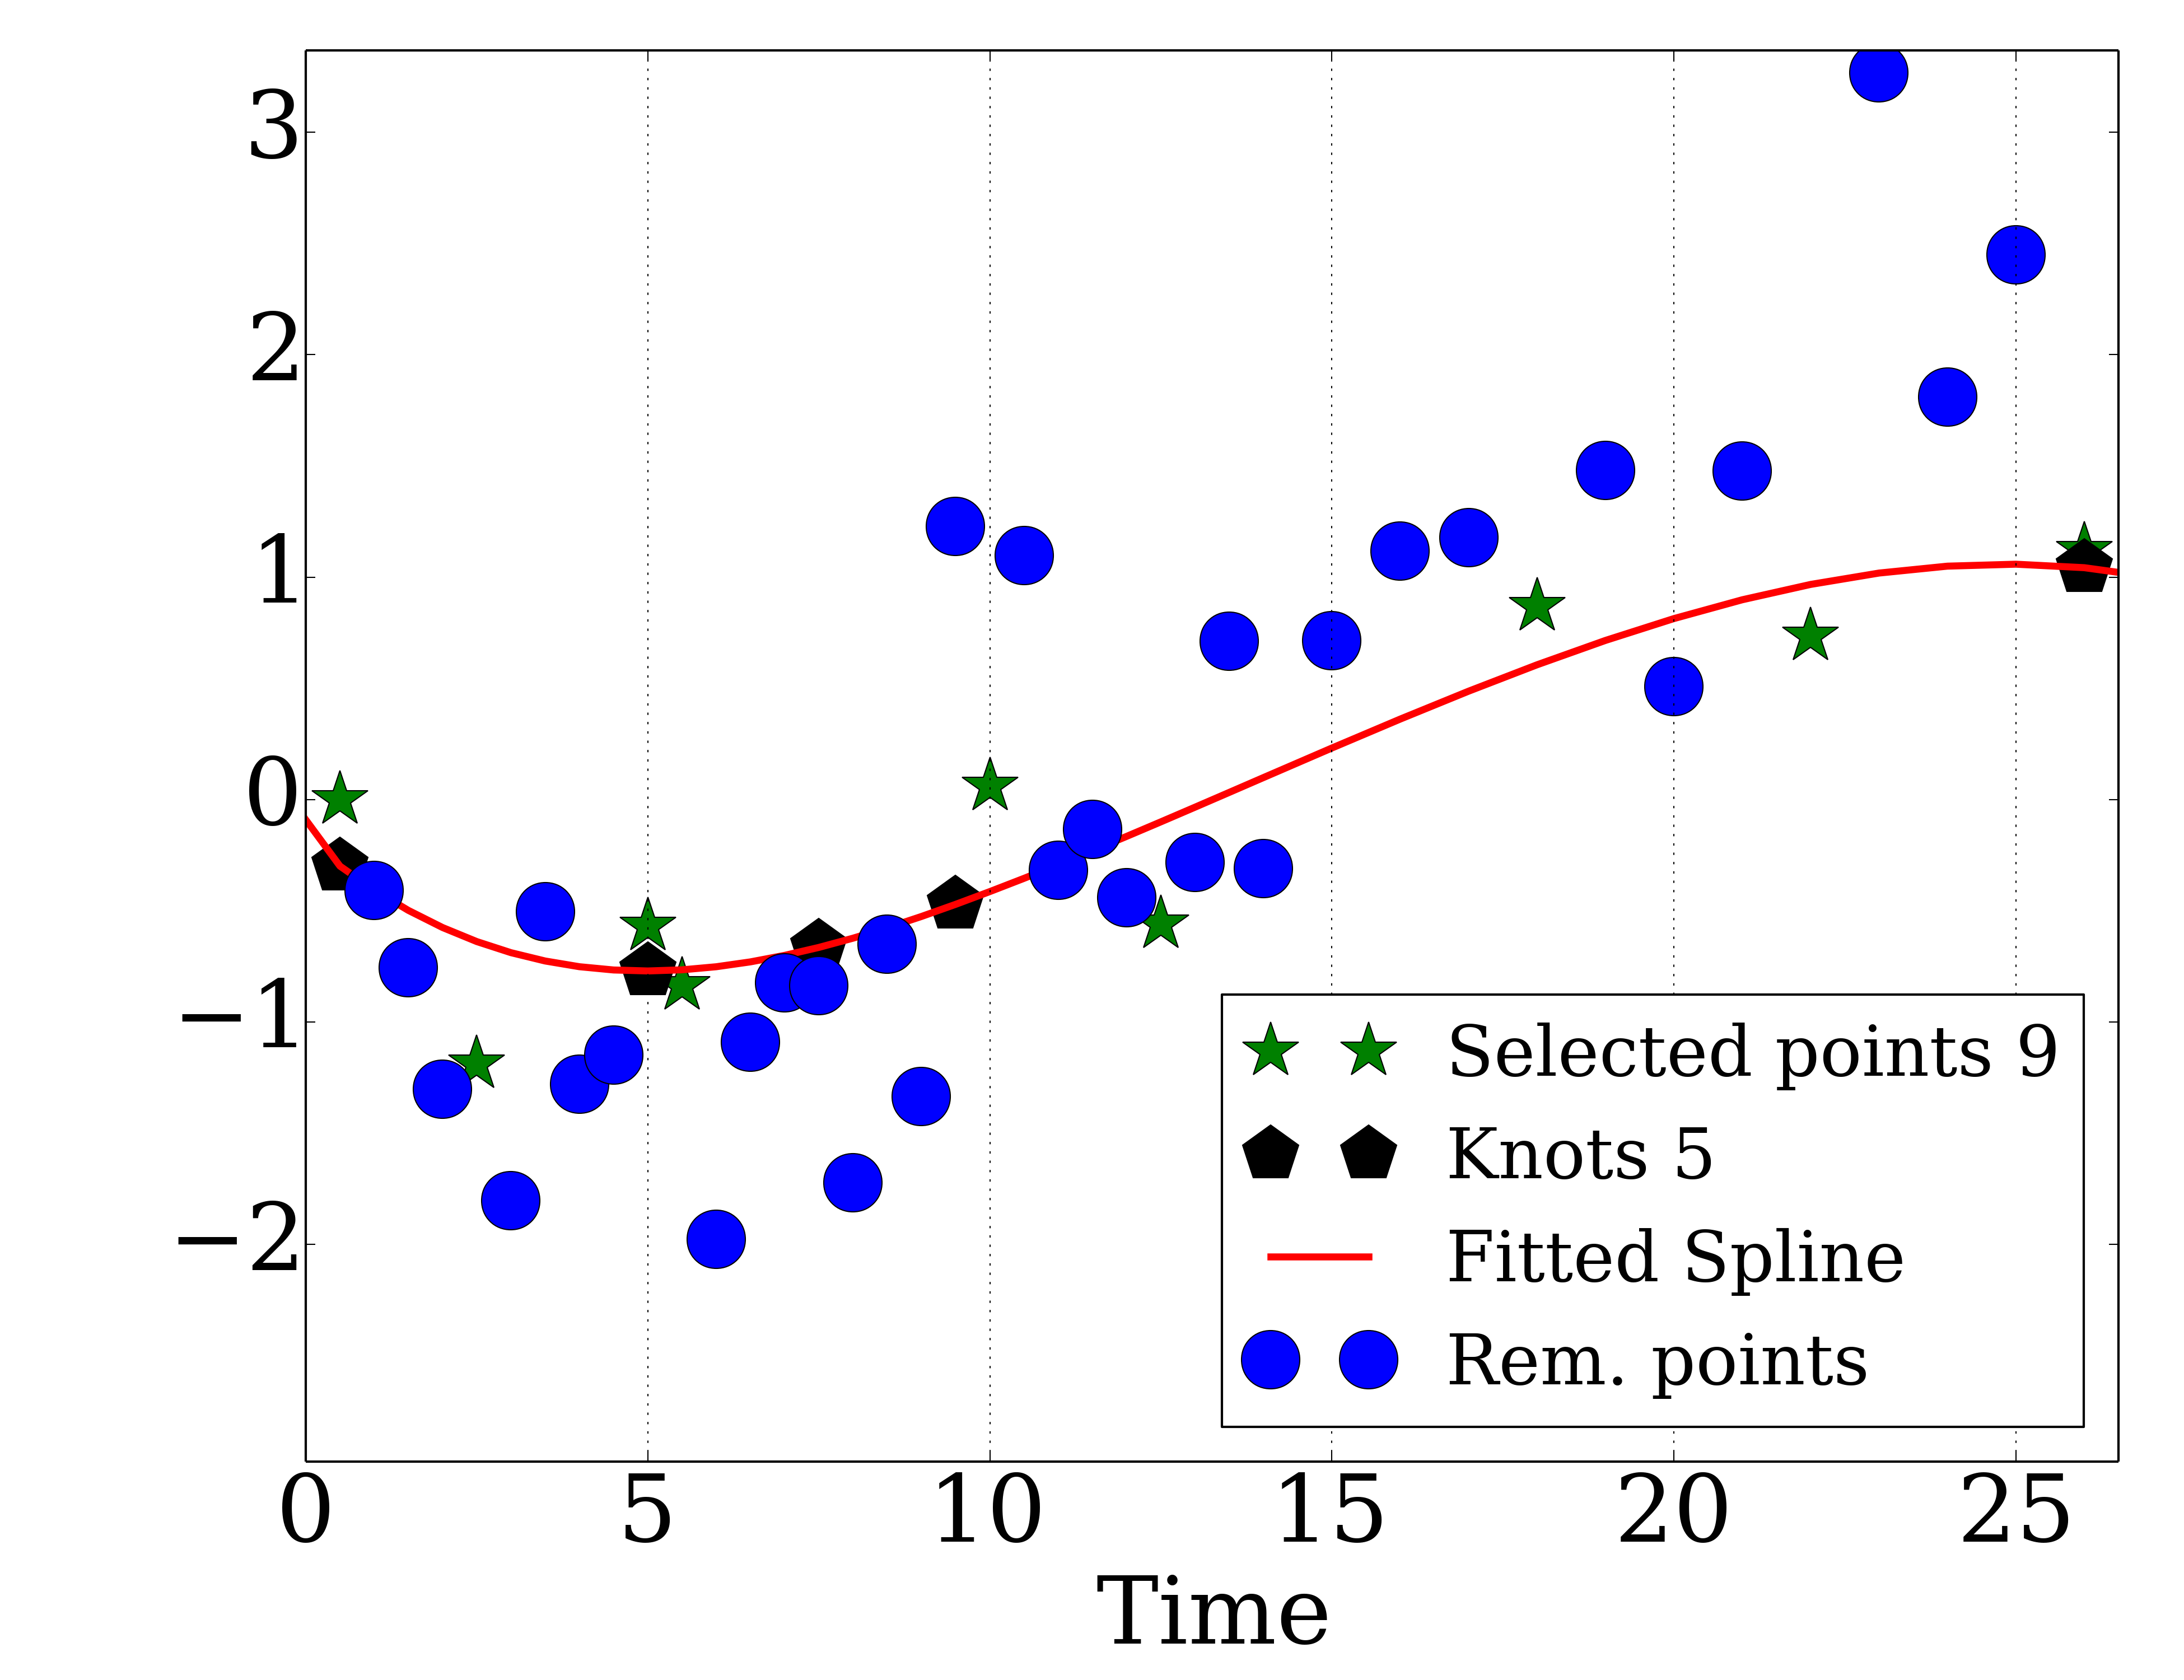 3
2
1
0
−1
−2
Selected points 9
Knots 5
Fitted Spline
Rem. points
0 5 10 15 20 25
Time